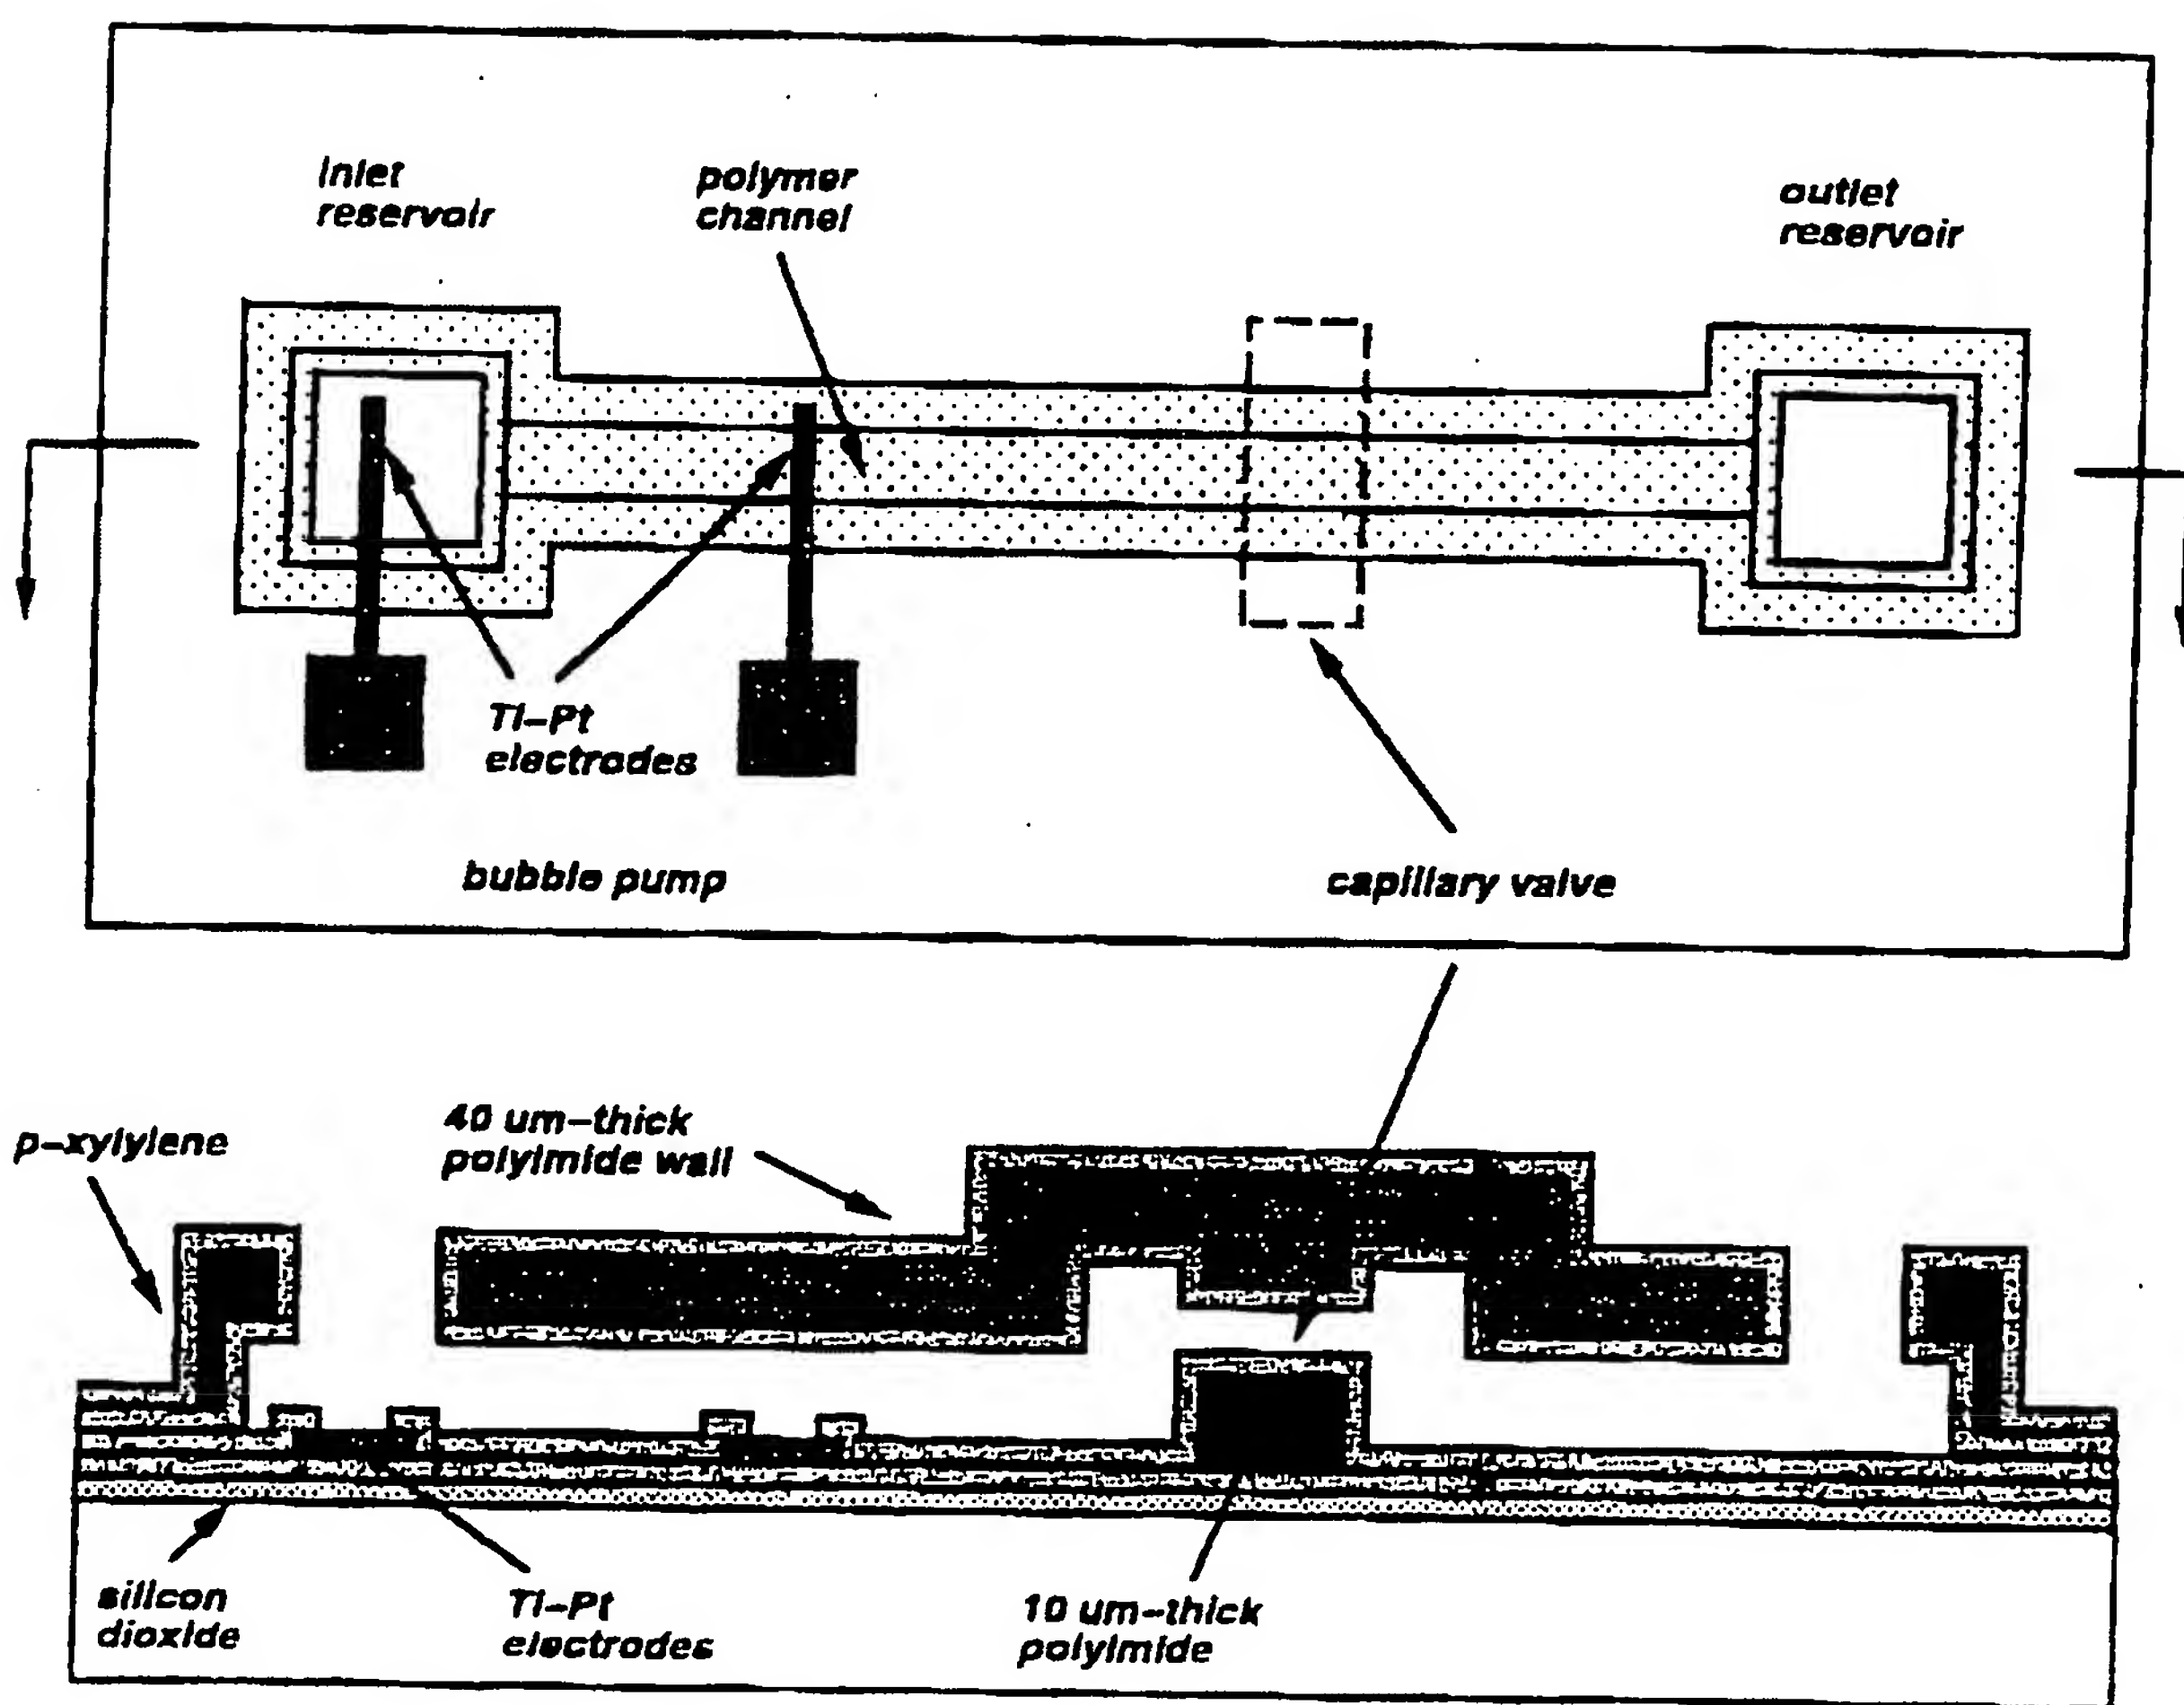 inlet
reservoir
polymer
channel
outlet
reservoir
Ti-Pt
electrodes
bubble pump
capillary valve
p-xylylene
40 um-thick
polyimide wall
silicon
dioxide
Ti-Pt
electrodes
10 um-thick
polyimide